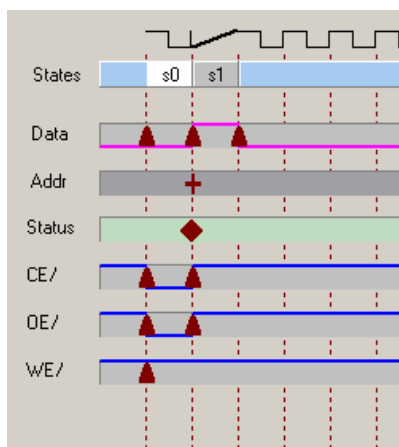 States s0 s1
Data
Addr
Status
CE/
OE/
WE/